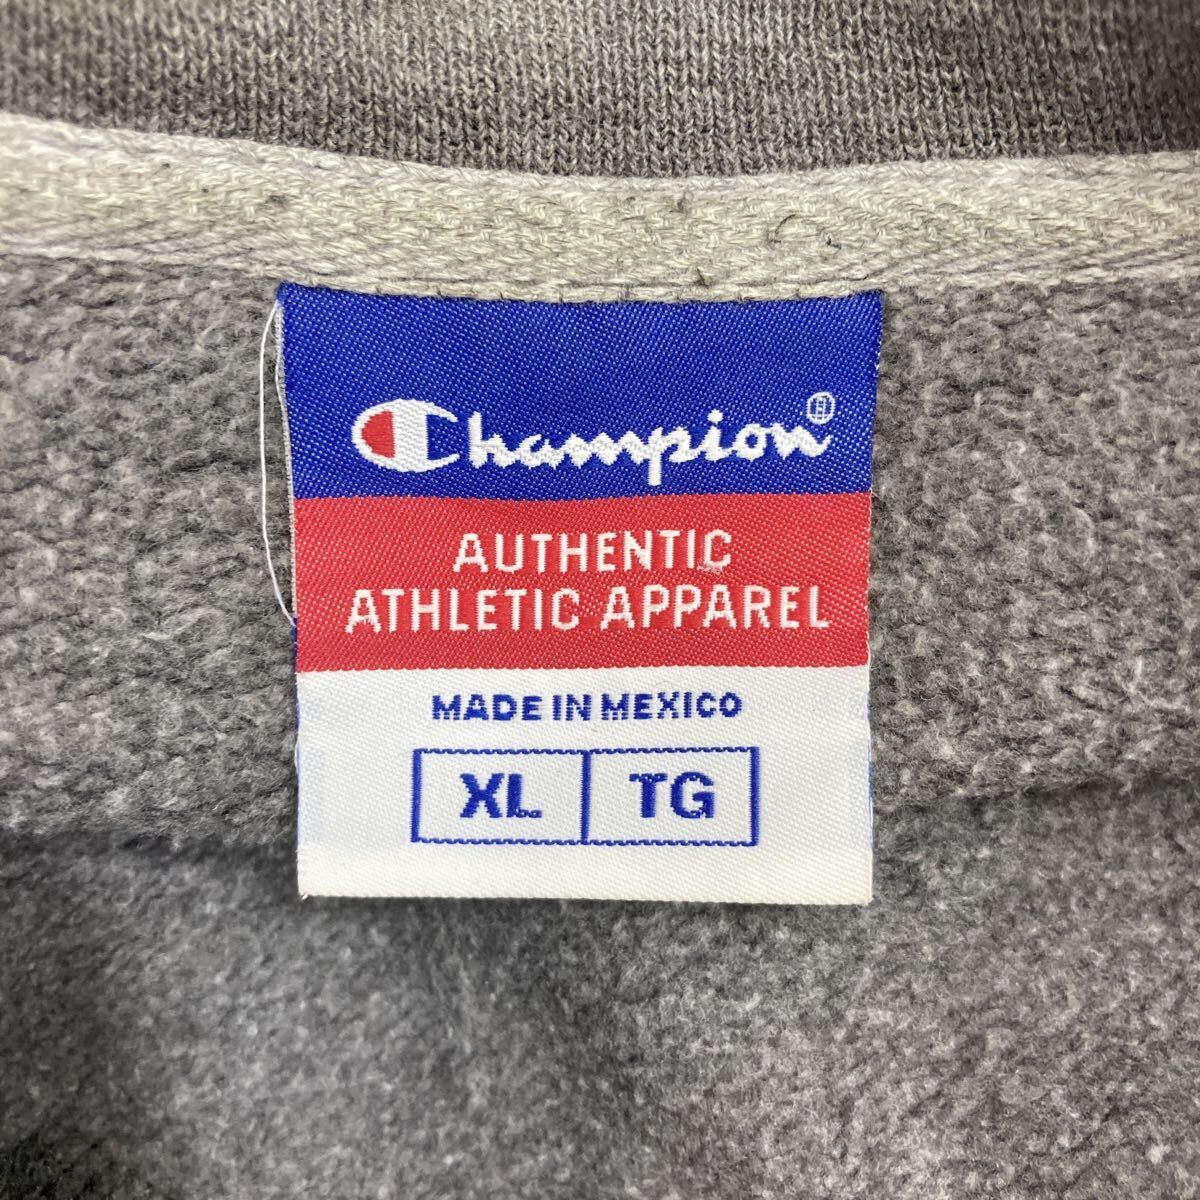 Champion®
AUTHENTIC
ATHLETIC APPAREL
MADE IN MEXICO
XL TG